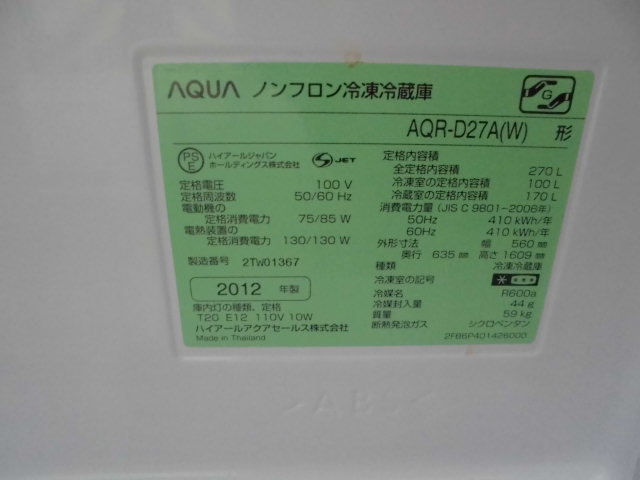 AQUA ノンフロン冷凍冷蔵庫
G
AQR-D27A(W) 形
PS E ハイアールジャパン ホールディングス株式会社 JET
定格電圧 100 V
定格周波数 50/60 Hz
電動機の
定格消費電力 75/85 W
電熱装置の
定格消費電力 130/130 W
製造番号 2TW01367
2012 年製
庫内灯の種類、定格
T20 E12 110V 10W
ハイアールアクアセールス株式会社
Made in Thailand
定格内容積
全定格内容積 270 L
冷凍室の定格内容積 100 L
冷蔵室の定格内容積 170 L
消費電力量 (JIS C 9801-2006年)
50Hz 410 kWh/年
60Hz 410 kWh/年
外形寸法 幅 560 mm
奥行 635 mm 高さ 1609 mm
種類 冷凍冷蔵庫
冷凍室の記号
冷媒名 R600a
冷媒封入量 44 g
質量 59 kg
断熱発泡ガス シクロペンタン
2FB6P401426000
>ABS<